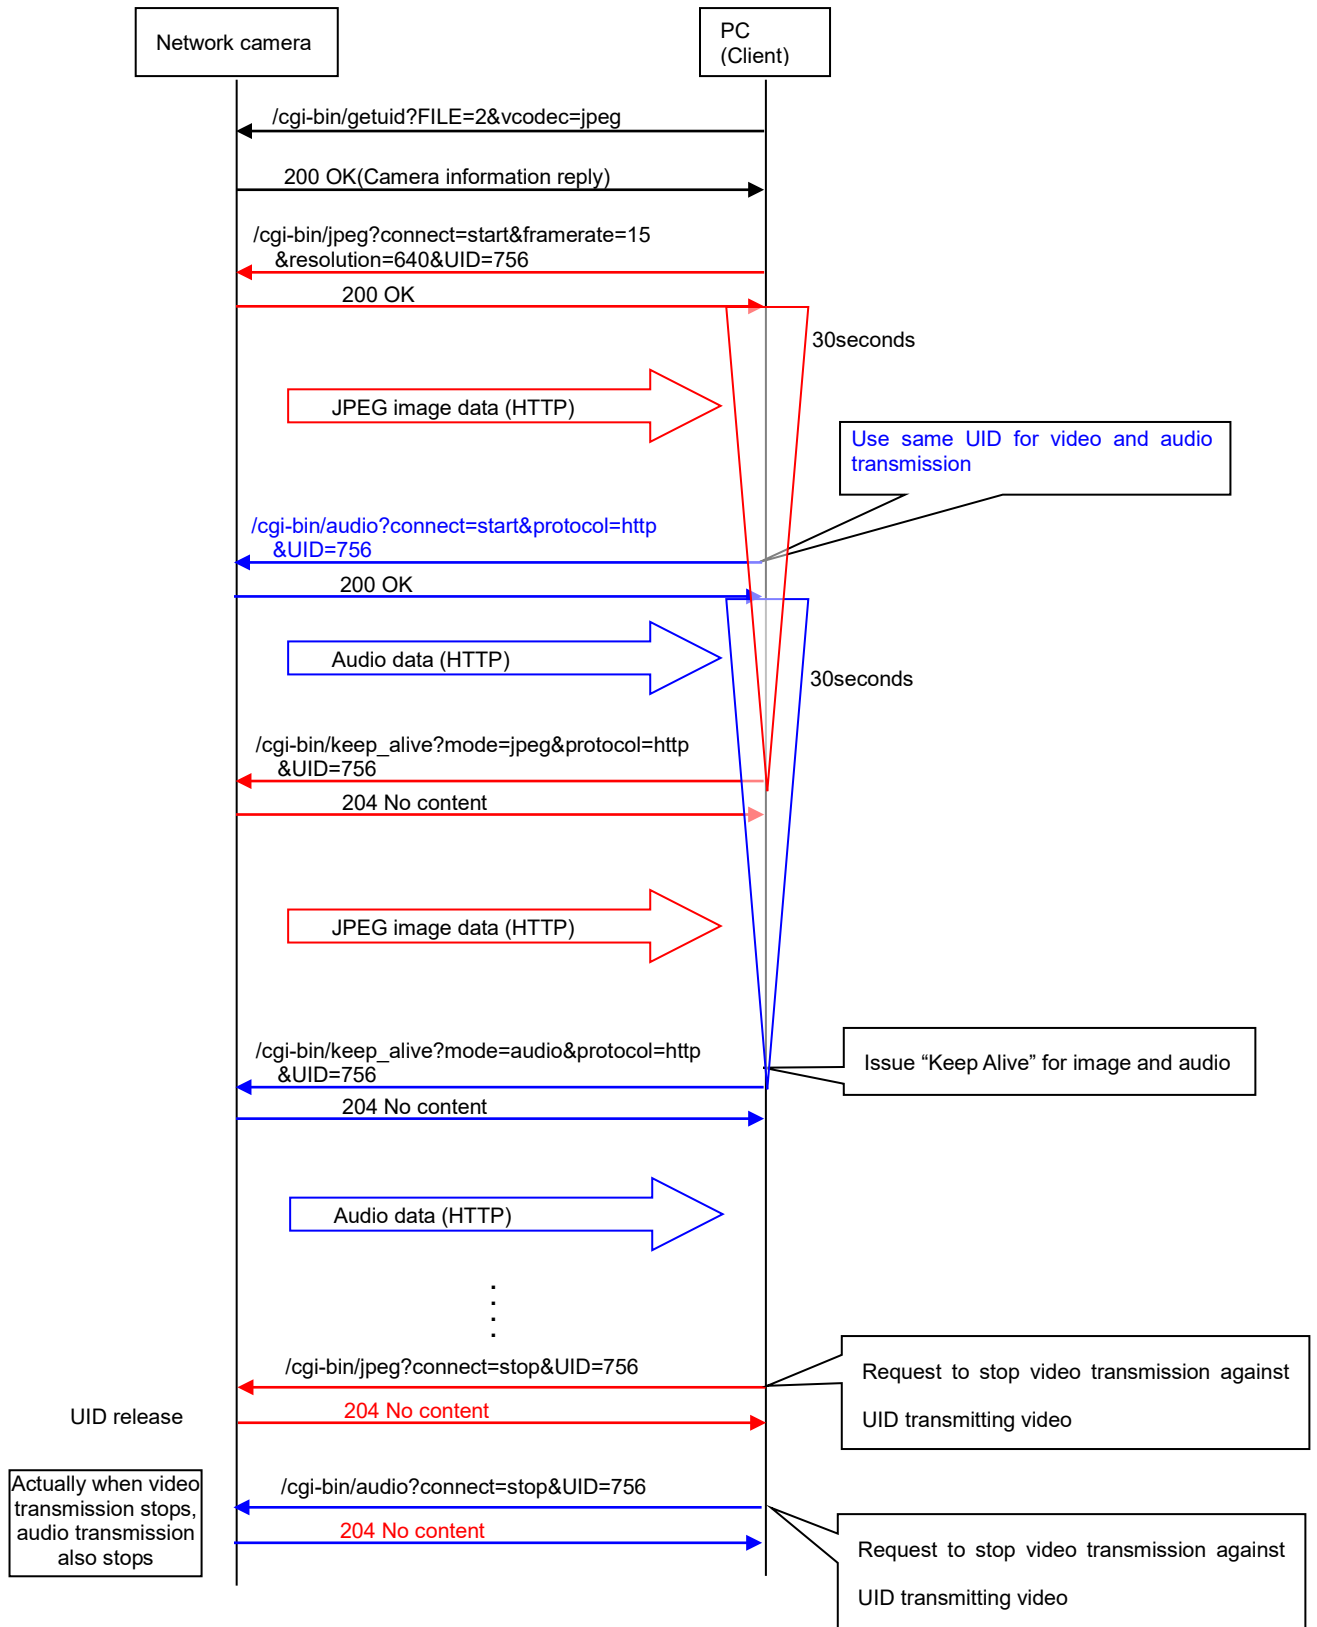 Network camera
PC
(Client)
/cgi-bin/getuid?FILE=2&vcodec=jpeg
200 OK(Camera information reply)
/cgi-bin/jpeg?connect=start&framerate=15
&resolution=640&UID=756
200 OK
30seconds
JPEG image data (HTTP)
Use same UID for video and audio
transmission
/cgi-bin/audio?connect=start&protocol=http
&UID=756
200 OK
Audio data (HTTP)
30seconds
/cgi-bin/keep_alive?mode=jpeg&protocol=http
&UID=756
204 No content
JPEG image data (HTTP)
/cgi-bin/keep_alive?mode=audio&protocol=http
&UID=756
Issue “Keep Alive” for image and audio
204 No content
Audio data (HTTP)
/cgi-bin/jpeg?connect=stop&UID=756
Request to stop video transmission against
UID transmitting video
UID release
204 No content
Actually when video
transmission stops,
audio transmission
also stops
/cgi-bin/audio?connect=stop&UID=756
204 No content
Request to stop video transmission against
UID transmitting video